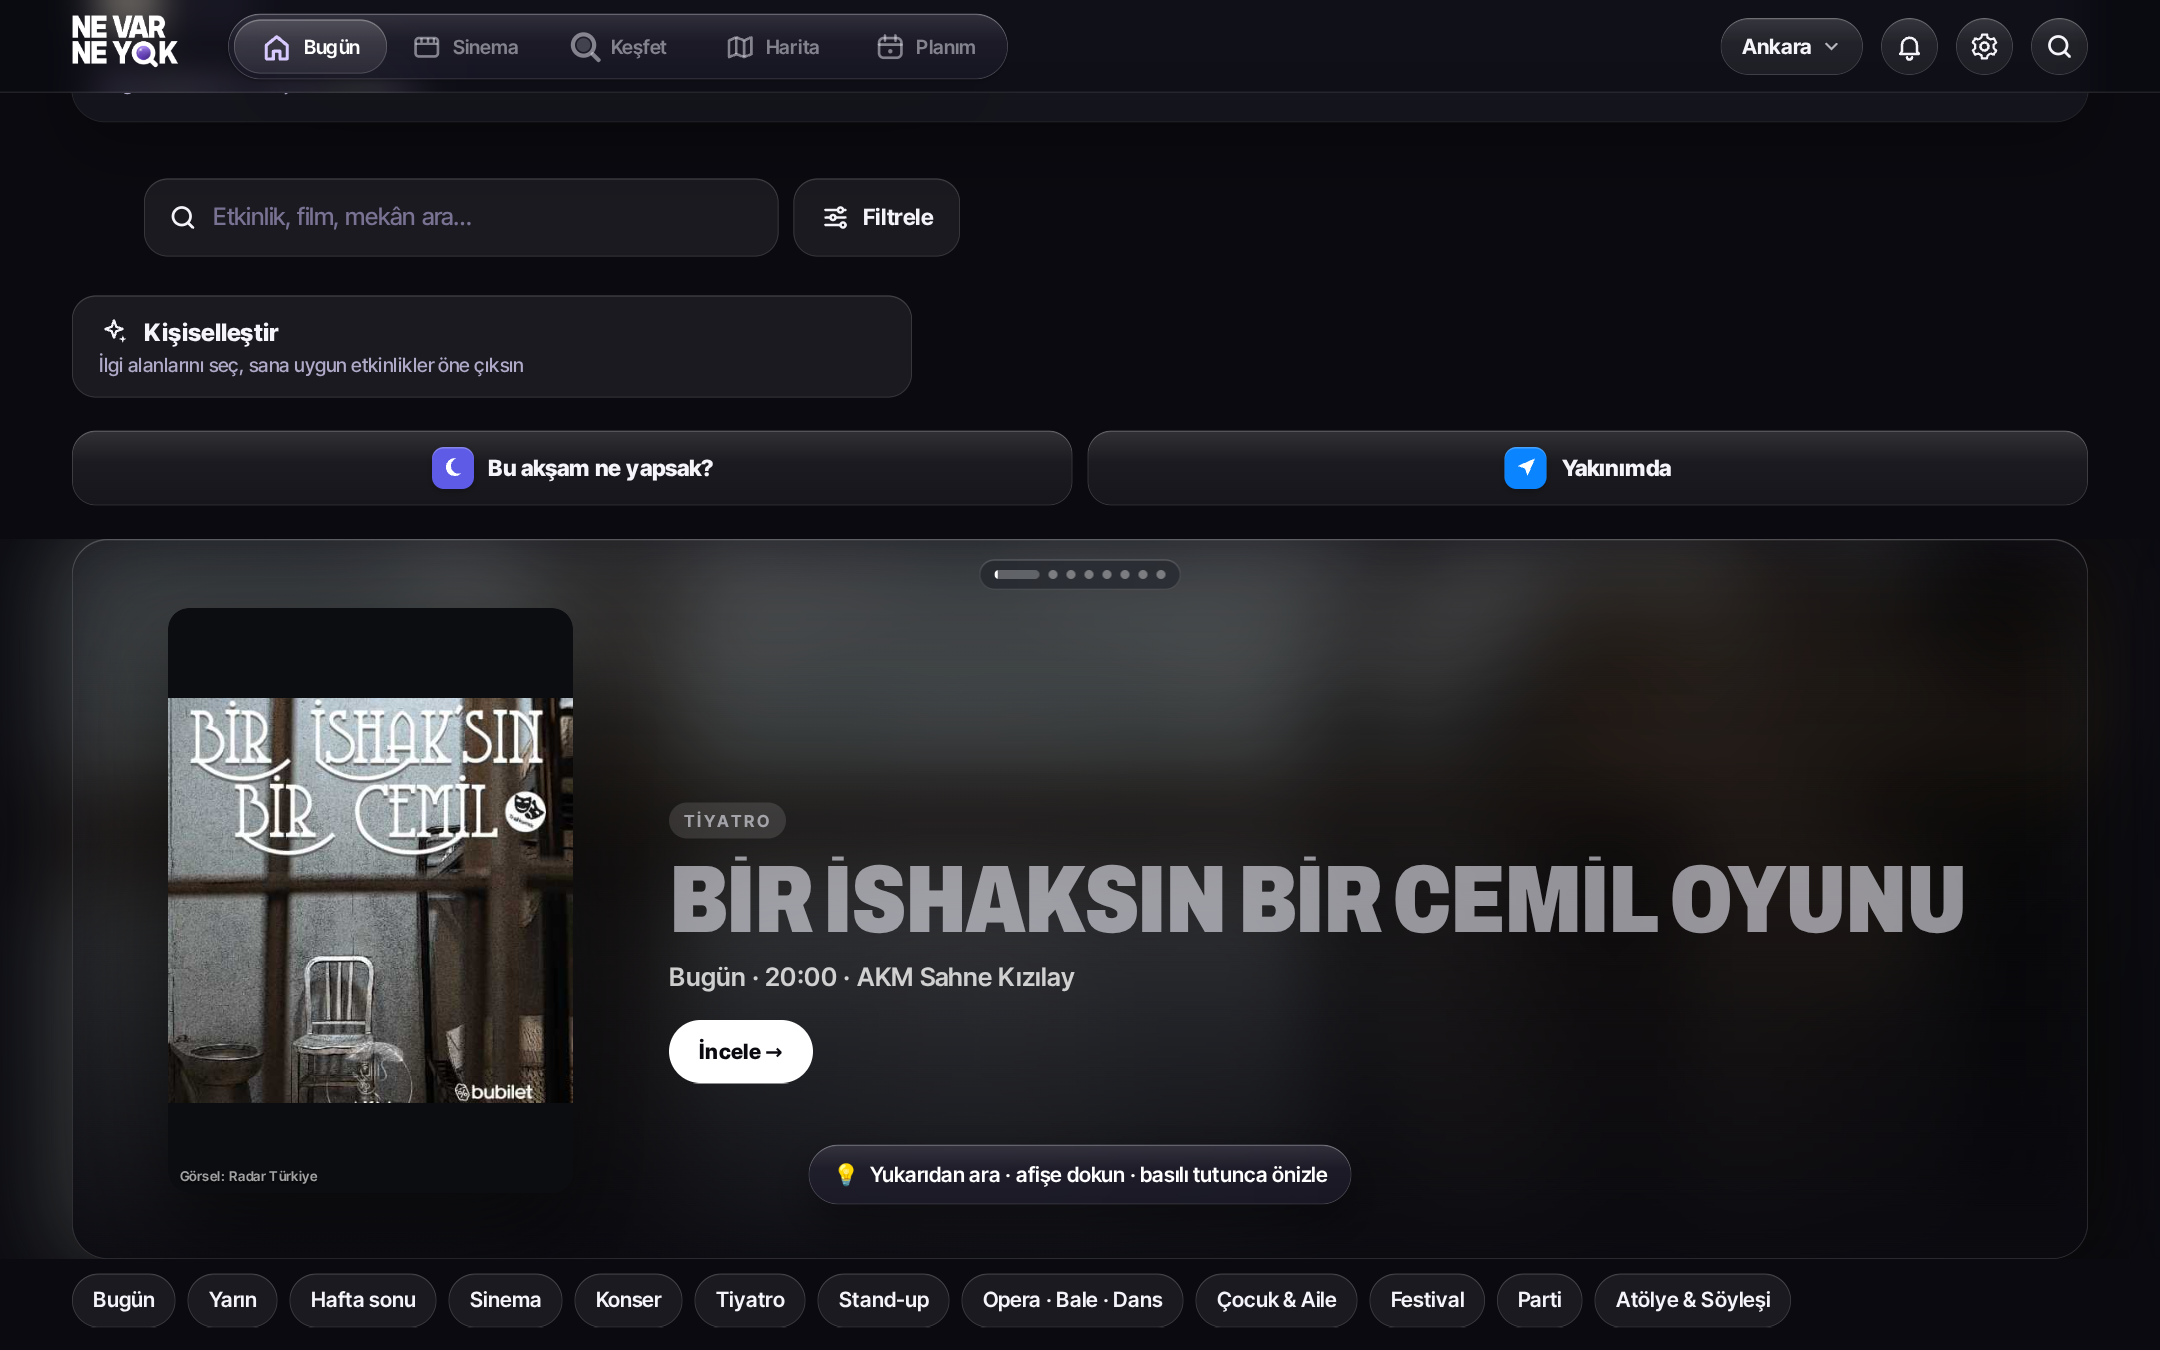 NE VAR
NE YOK
Bugün
Sinema
Keşfet
Harita
Planım
Ankara
Etkinlik, film, mekân ara...
Filtrele
Kişiselleştir
İlgi alanlarını seç, sana uygun etkinlikler öne çıksın
Bu akşam ne yapsak?
Yakınımda
BİR İSHAK'SIN
BİR CEMİL
bubilet
Görsel: Radar Türkiye
TİYATRO
BİR İSHAKSIN BİR CEMİL OYUNU
Bugün · 20:00 · AKM Sahne Kızılay
İncele →
💡 Yukarıdan ara · afişe dokun · basılı tutunca önizle
Bugün
Yarın
Hafta sonu
Sinema
Konser
Tiyatro
Stand-up
Opera · Bale · Dans
Çocuk & Aile
Festival
Parti
Atölye & Söyleşi